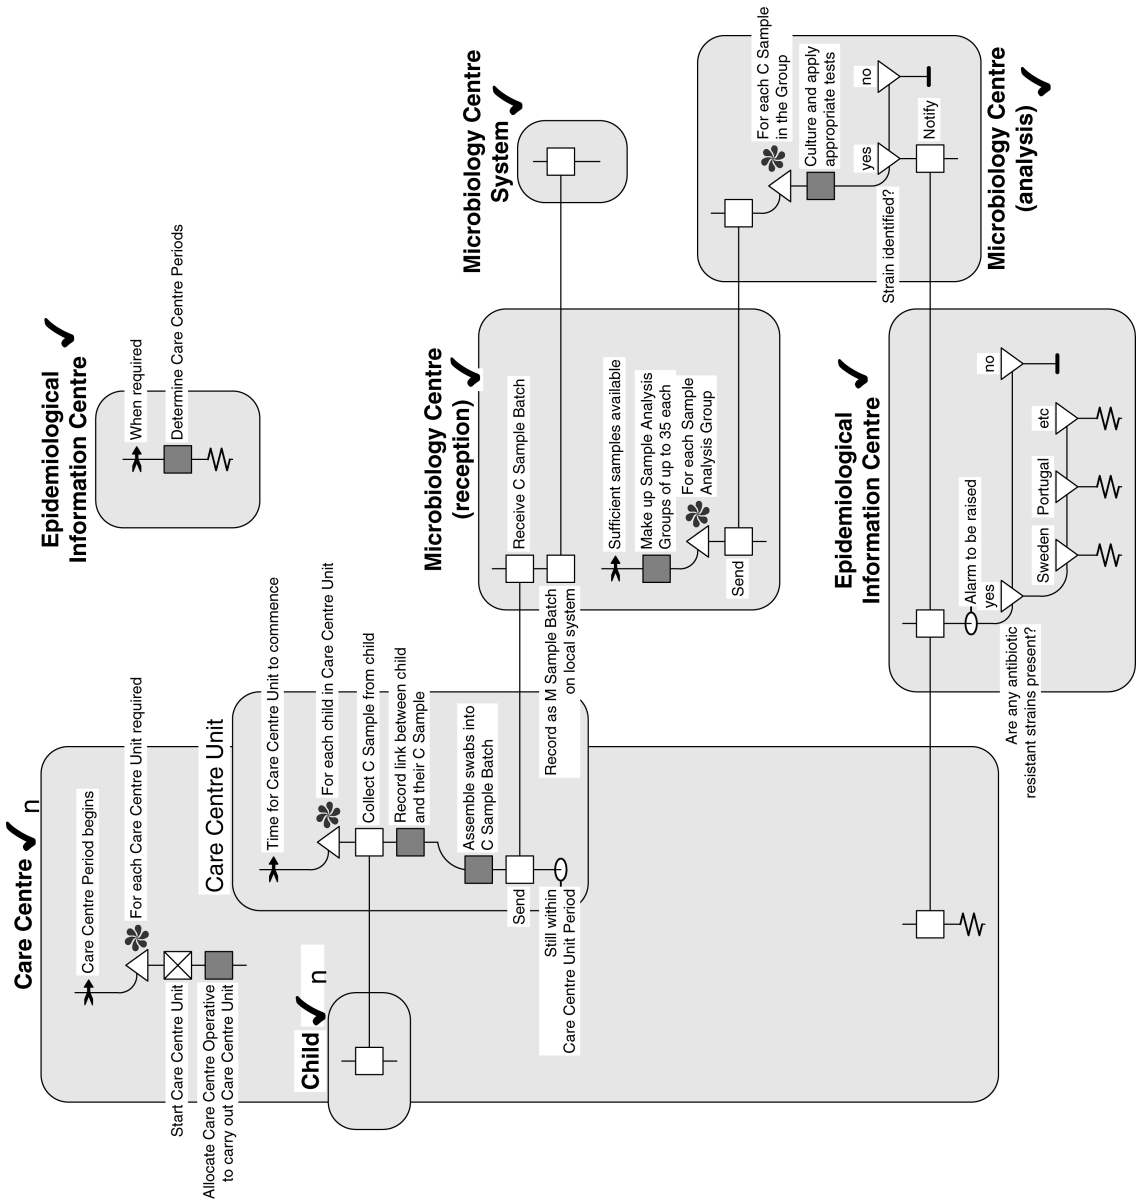 Care Centre
n
Care Centre Period begins
For each Care Centre Unit required
Start Care Centre Unit
Allocate Care Centre Operative
to carry out Care Centre Unit
Care Centre Unit
Time for Care Centre Unit to commence
For each child in Care Centre Unit
Collect C Sample from child
Record link between child
and their C Sample
Assemble swabs into
C Sample Batch
Send
Still within
Care Centre Unit Period
Child
n
Epidemiological
Information Centre
When required
Determine Care Centre Periods
Microbiology Centre
(reception)
Receive C Sample Batch
Record as M Sample Batch
on local system
Sufficient samples available
Make up Sample Analysis
Groups of up to 35 each
For each Sample
Analysis Group
Send
Microbiology Centre
System
For each C Sample
in the Group
Culture and apply
appropriate tests
yes
no
Strain identified?
Notify
Microbiology Centre
(analysis)
Epidemiological
Information Centre
Alarm to be raised
yes
no
Are any antibiotic
resistant strains present?
Sweden
Portugal
etc